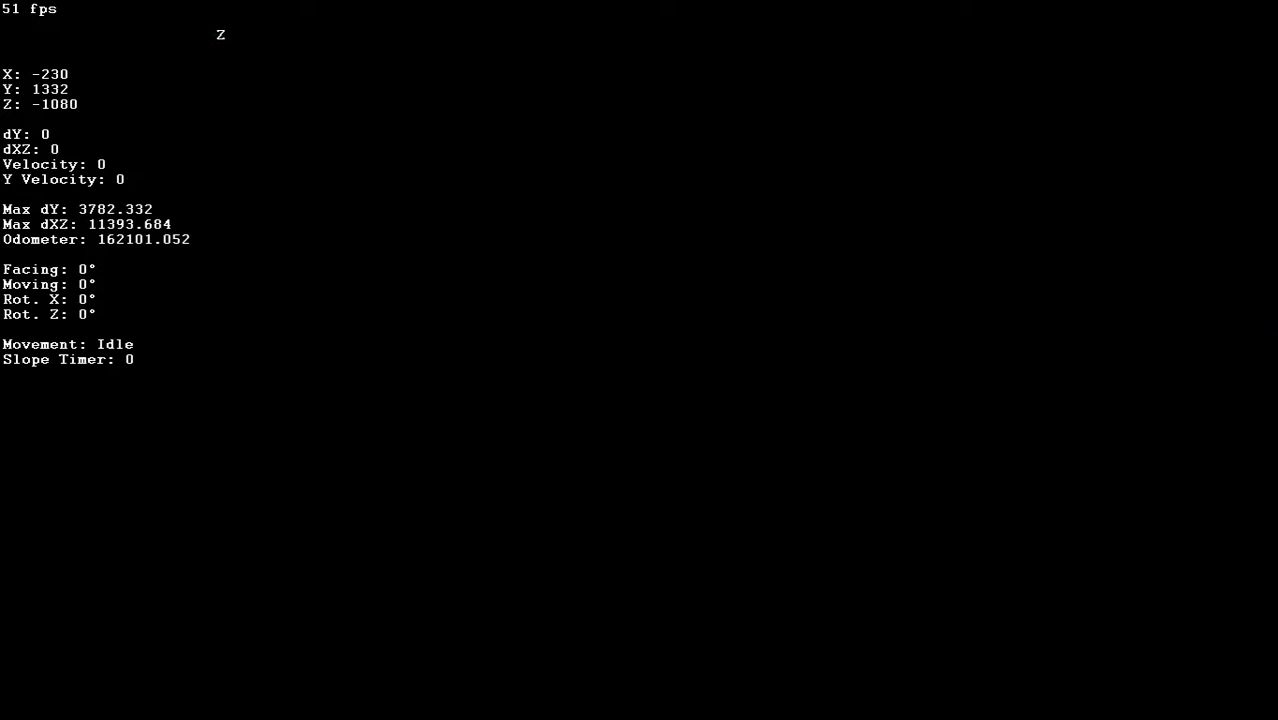 51 fps
Z
X: -230
Y: 1332
Z: -1080
dY: 0
dXZ: 0
Velocity: 0
Y Velocity: 0
Max dY: 3782.332
Max dXZ: 11393.684
Odometer: 162101.052
Facing: 0°
Moving: 0°
Rot. X: 0°
Rot. Z: 0°
Movement: Idle
Slope Timer: 0